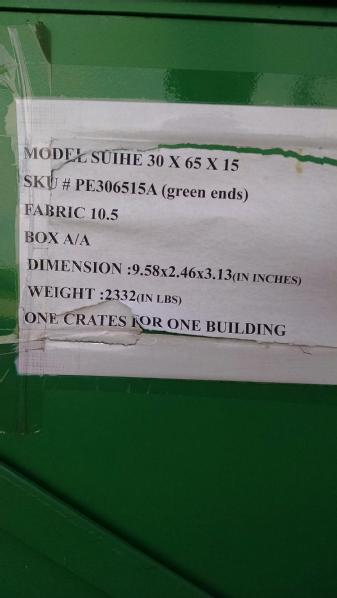 MODEL SUIHE 30 X 65 X 15
SKU # PE306515A (green ends)
FABRIC 10.5
BOX A/A
DIMENSION :9.58x2.46x3.13(IN INCHES)
WEIGHT :2332(IN LBS)
ONE CRATES FOR ONE BUILDING